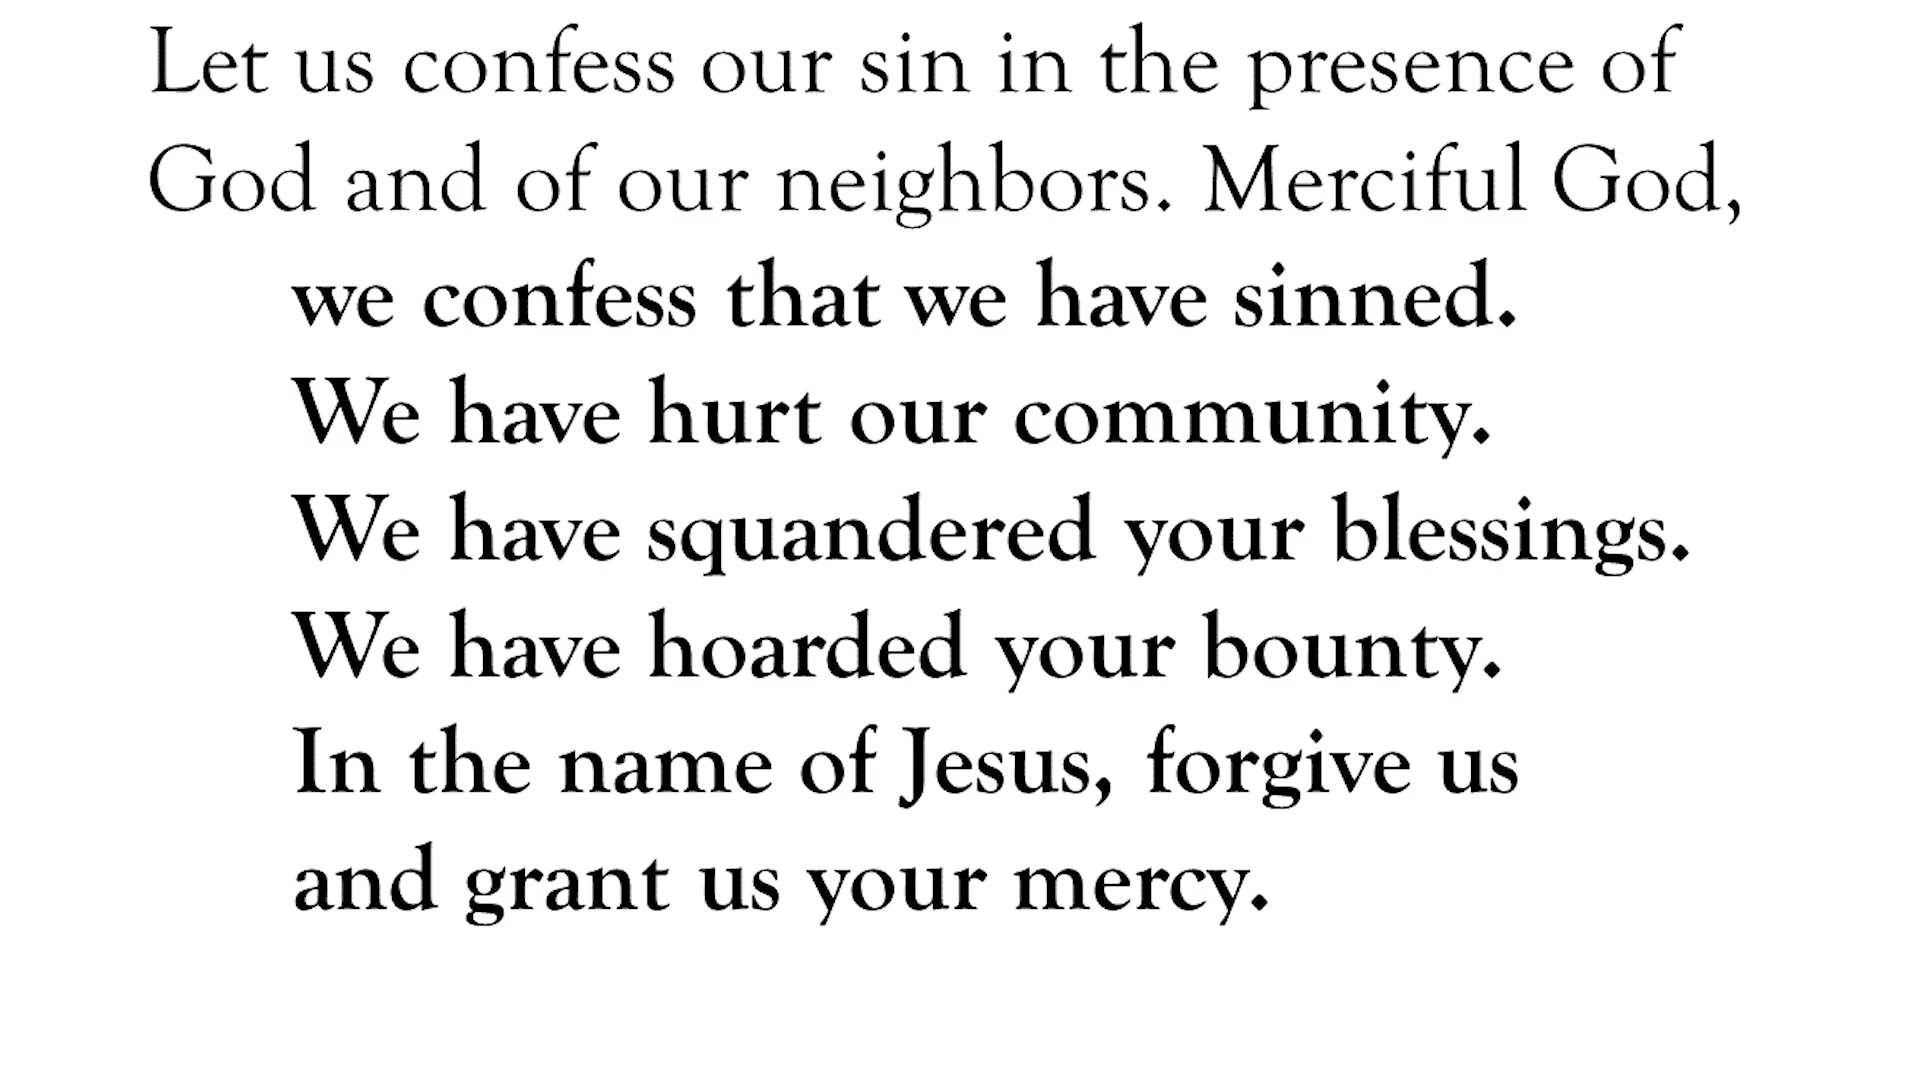 Let us confess our sin in the presence of
God and of our neighbors. Merciful God,
we confess that we have sinned.
We have hurt our community.
We have squandered your blessings.
We have hoarded your bounty.
In the name of Jesus, forgive us
and grant us your mercy.